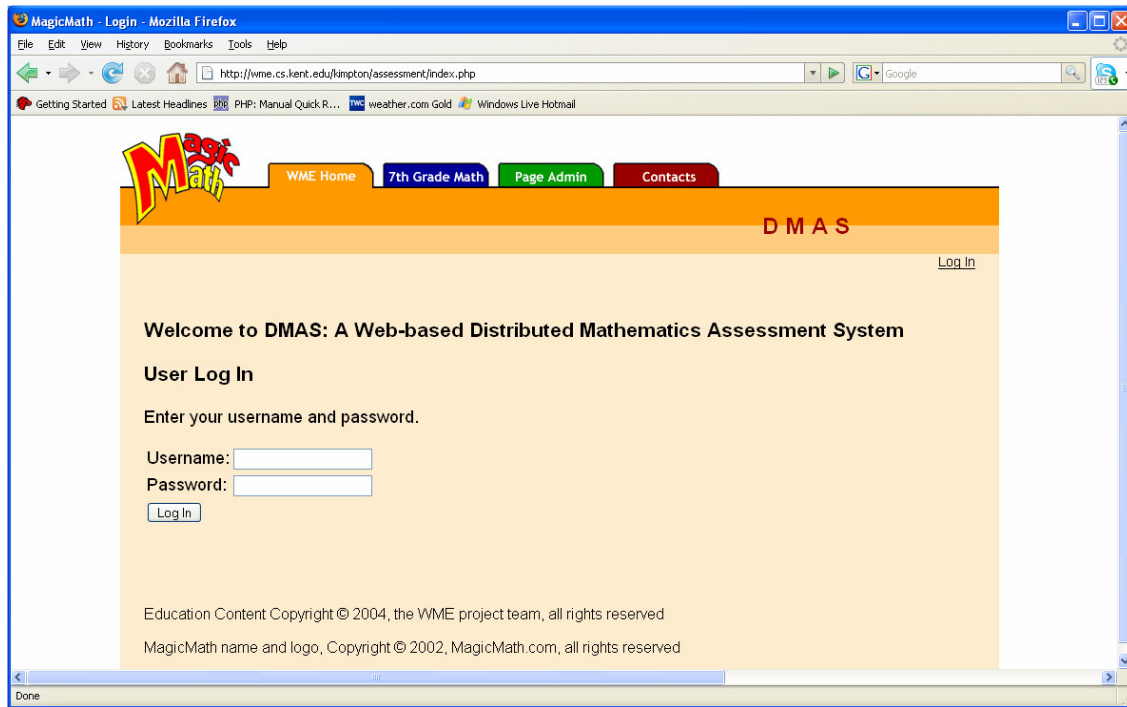 MagicMath - Login - Mozilla Firefox
File Edit View History Bookmarks Tools Help
http://wme.cs.kent.edu/kimpton/assessment/index.php
Google
Getting Started Latest Headlines php PHP: Manual Quick R... TWC weather.com Gold Windows Live Hotmail
Magic
Math
WME Home 7th Grade Math Page Admin Contacts
DMAS
Log In
Welcome to DMAS: A Web-based Distributed Mathematics Assessment System
User Log In
Enter your username and password.
Username:
Password:
Log In
Education Content Copyright © 2004, the WME project team, all rights reserved
MagicMath name and logo, Copyright © 2002, MagicMath.com, all rights reserved
Done